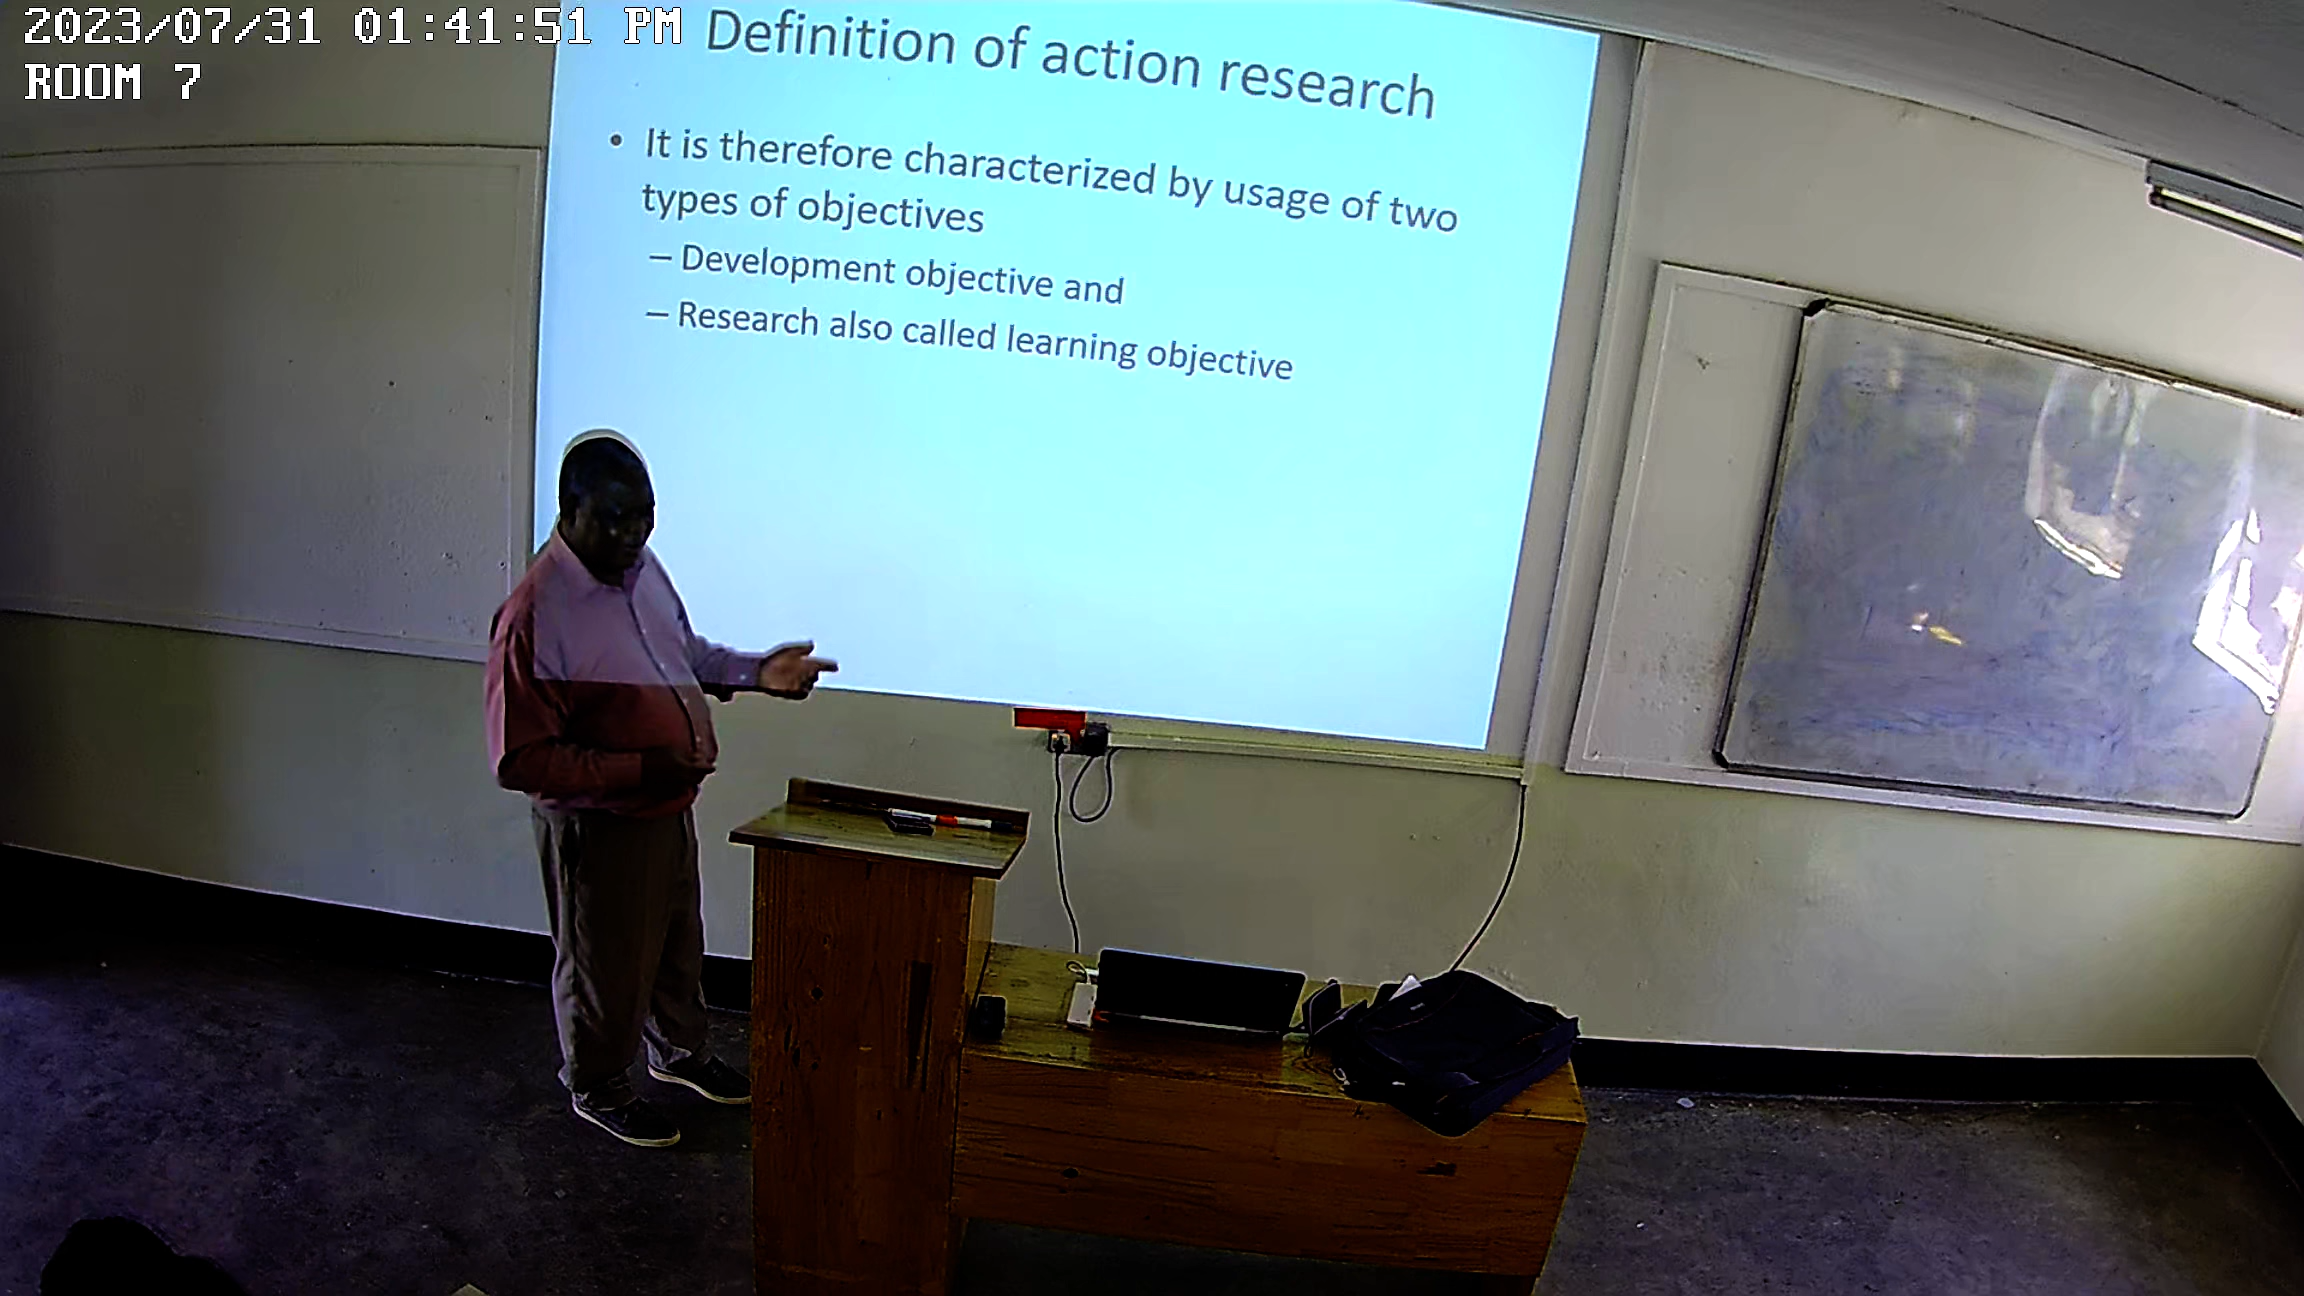 2023/07/31 01:41:51 PM
ROOM 7
Definition of action research
• It is therefore characterized by usage of two
types of objectives
– Development objective and
– Research also called learning objective